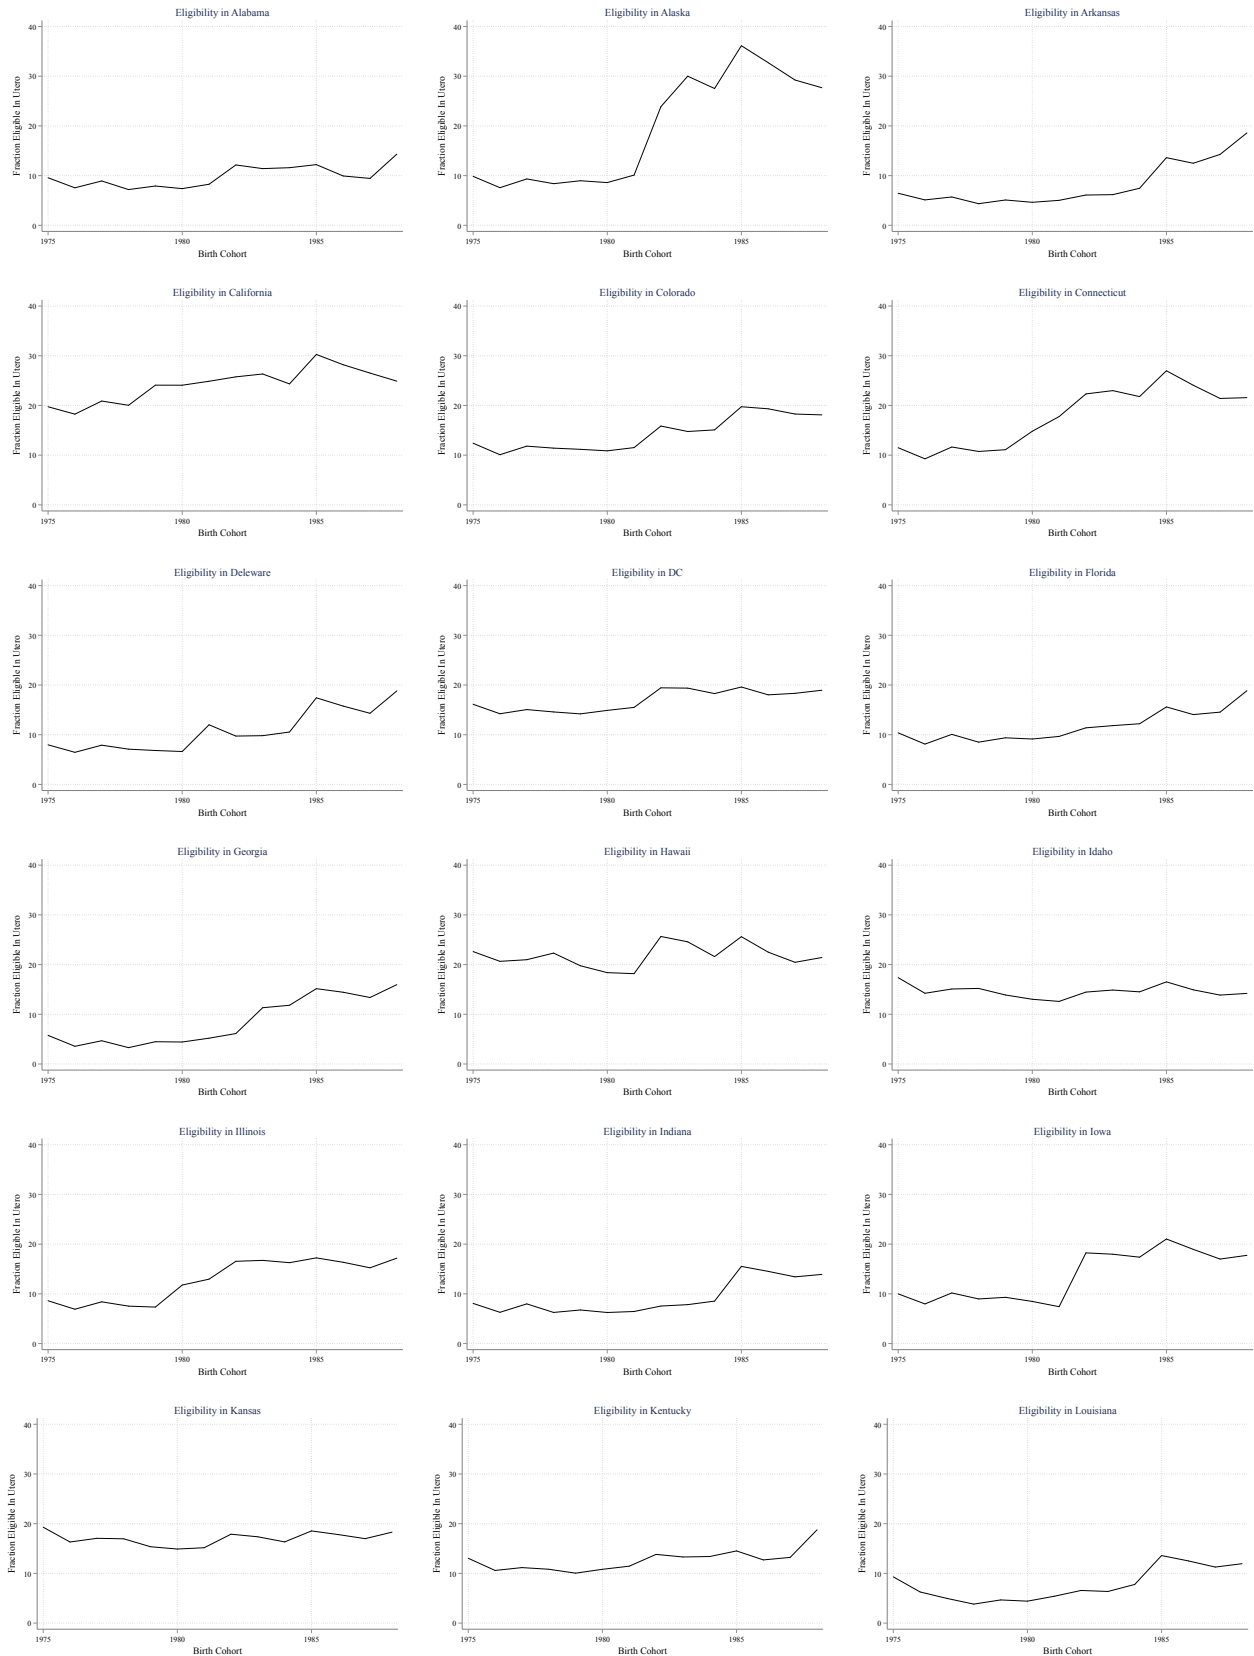 Eligibility in Alabama
Fraction Eligible In Utero
40
30
20
10
0
1975 1980 1985
Birth Cohort
Eligibility in Alaska
Fraction Eligible In Utero
40
30
20
10
0
1975 1980 1985
Birth Cohort
Eligibility in Arkansas
Fraction Eligible In Utero
40
30
20
10
0
1975 1980 1985
Birth Cohort
Eligibility in California
Fraction Eligible In Utero
40
30
20
10
0
1975 1980 1985
Birth Cohort
Eligibility in Colorado
Fraction Eligible In Utero
40
30
20
10
0
1975 1980 1985
Birth Cohort
Eligibility in Connecticut
Fraction Eligible In Utero
40
30
20
10
0
1975 1980 1985
Birth Cohort
Eligibility in Deleware
Fraction Eligible In Utero
40
30
20
10
0
1975 1980 1985
Birth Cohort
Eligibility in DC
Fraction Eligible In Utero
40
30
20
10
0
1975 1980 1985
Birth Cohort
Eligibility in Florida
Fraction Eligible In Utero
40
30
20
10
0
1975 1980 1985
Birth Cohort
Eligibility in Georgia
Fraction Eligible In Utero
40
30
20
10
0
1975 1980 1985
Birth Cohort
Eligibility in Hawaii
Fraction Eligible In Utero
40
30
20
10
0
1975 1980 1985
Birth Cohort
Eligibility in Idaho
Fraction Eligible In Utero
40
30
20
10
0
1975 1980 1985
Birth Cohort
Eligibility in Illinois
Fraction Eligible In Utero
40
30
20
10
0
1975 1980 1985
Birth Cohort
Eligibility in Indiana
Fraction Eligible In Utero
40
30
20
10
0
1975 1980 1985
Birth Cohort
Eligibility in Iowa
Fraction Eligible In Utero
40
30
20
10
0
1975 1980 1985
Birth Cohort
Eligibility in Kansas
Fraction Eligible In Utero
40
30
20
10
0
1975 1980 1985
Birth Cohort
Eligibility in Kentucky
Fraction Eligible In Utero
40
30
20
10
0
1975 1980 1985
Birth Cohort
Eligibility in Louisiana
Fraction Eligible In Utero
40
30
20
10
0
1975 1980 1985
Birth Cohort